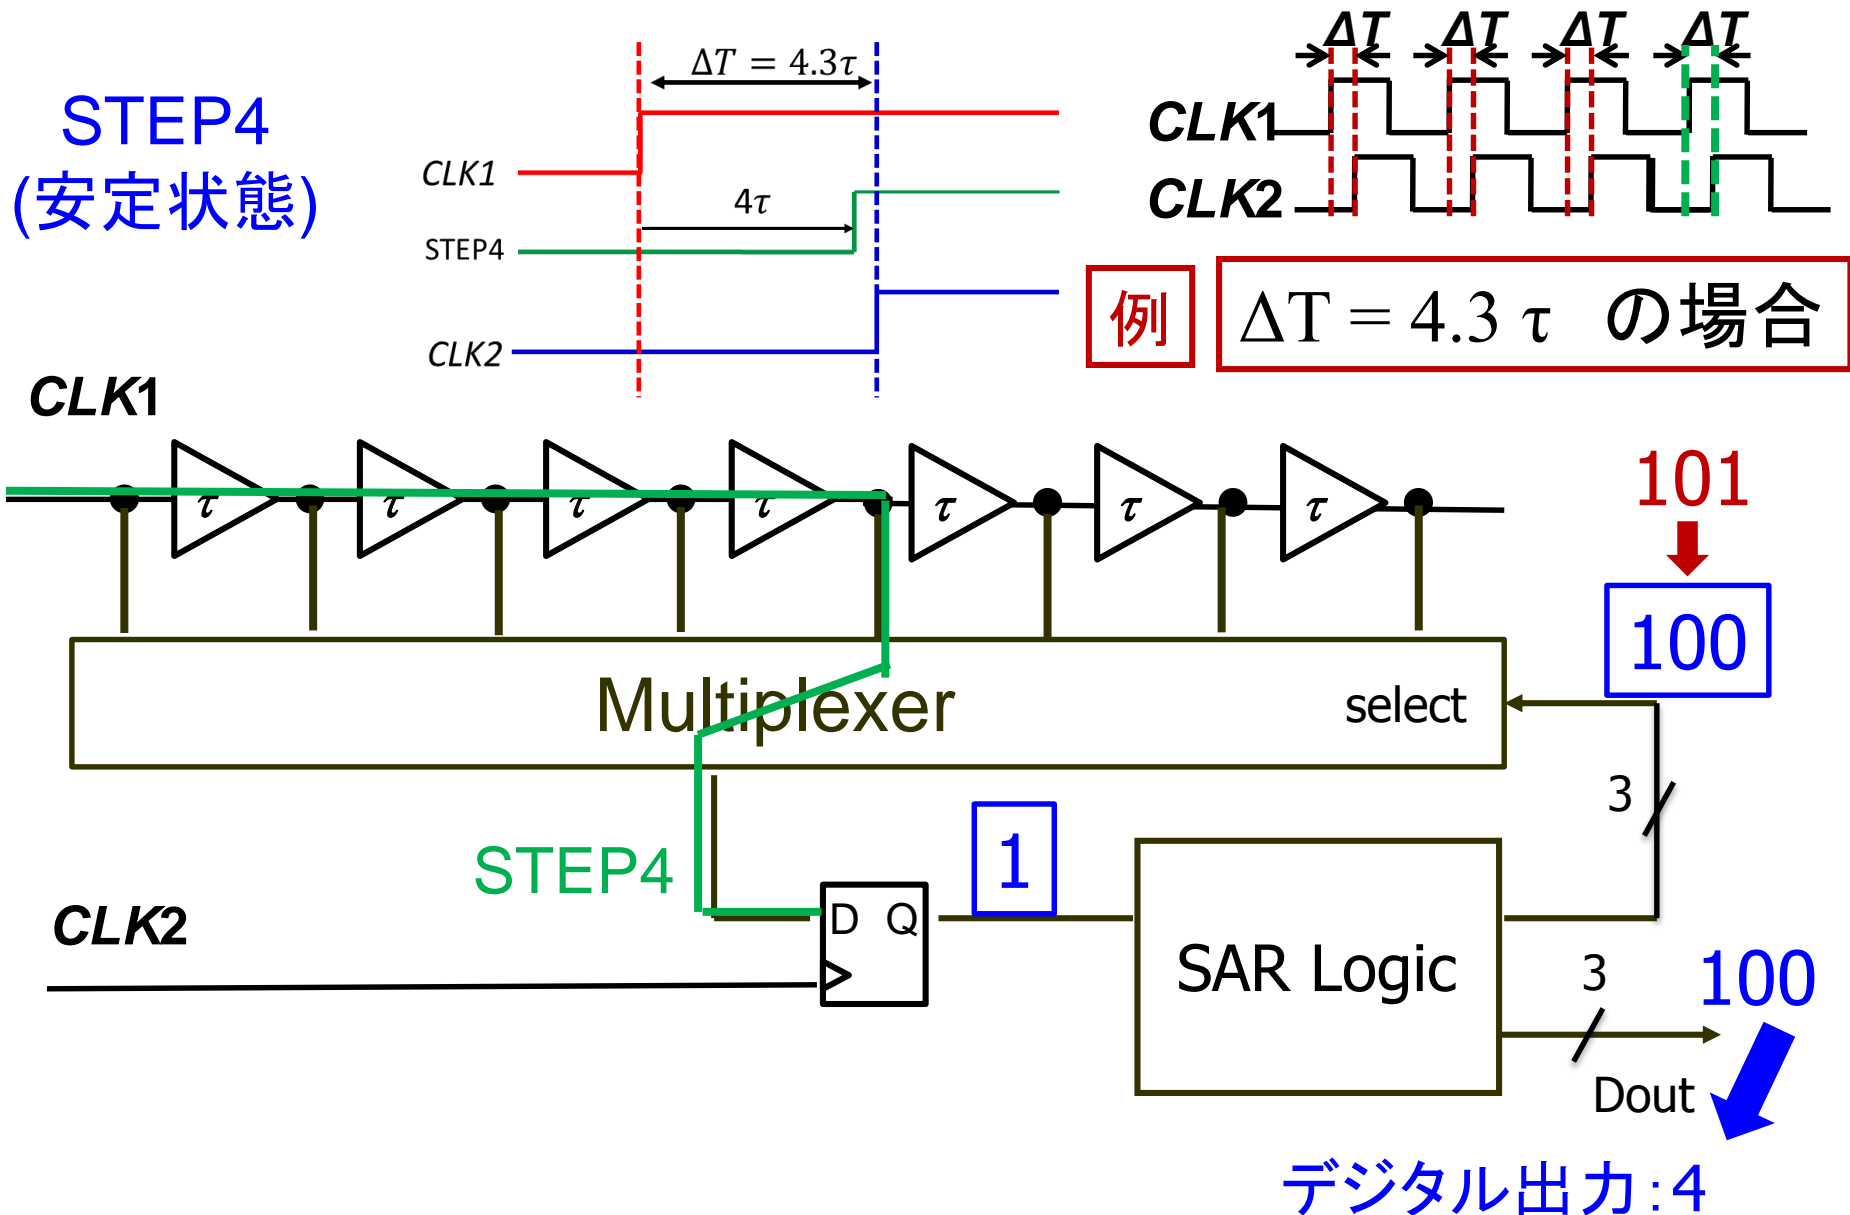 STEP4
(安定状態)
ΔT = 4.3τ
CLK1
4τ
STEP4
CLK2
ΔT ΔT ΔT ΔT
CLK1
CLK2
例
ΔT = 4.3 τ の場合
CLK1
τ τ τ τ τ τ τ
101
100
Multiplexer
select
3
STEP4
1
CLK2
D Q
SAR Logic
3
100
Dout
デジタル出力:4